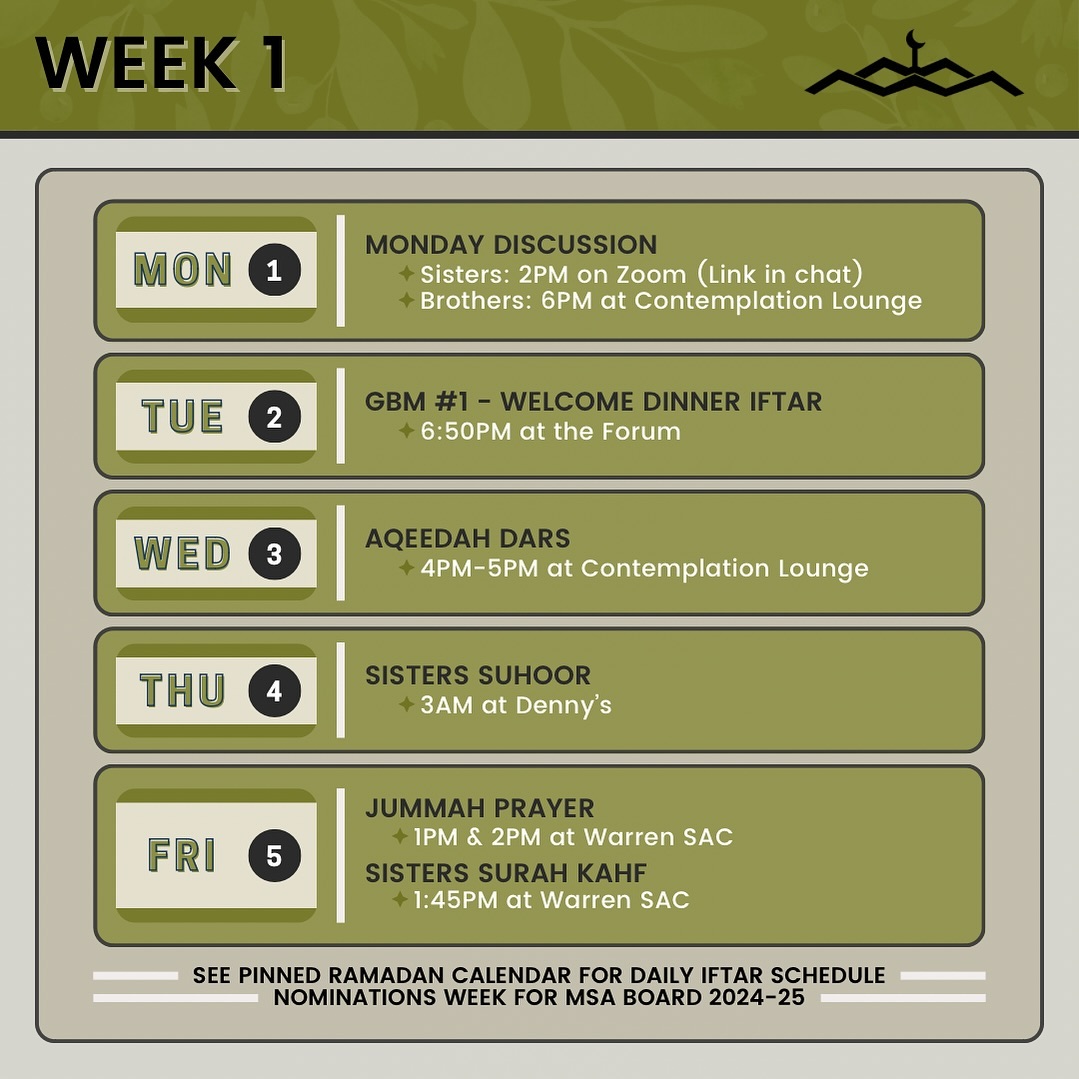 WEEK 1
MON 1
MONDAY DISCUSSION
Sisters: 2PM on Zoom (Link in chat)
Brothers: 6PM at Contemplation Lounge
TUE 2
GBM #1 - WELCOME DINNER IFTAR
6:50PM at the Forum
WED 3
AQEEDAH DARS
4PM-5PM at Contemplation Lounge
THU 4
SISTERS SUHOOR
3AM at Denny's
FRI 5
JUMMAH PRAYER
1PM & 2PM at Warren SAC
SISTERS SURAH KAHF
1:45PM at Warren SAC
SEE PINNED RAMADAN CALENDAR FOR DAILY IFTAR SCHEDULE
NOMINATIONS WEEK FOR MSA BOARD 2024-25